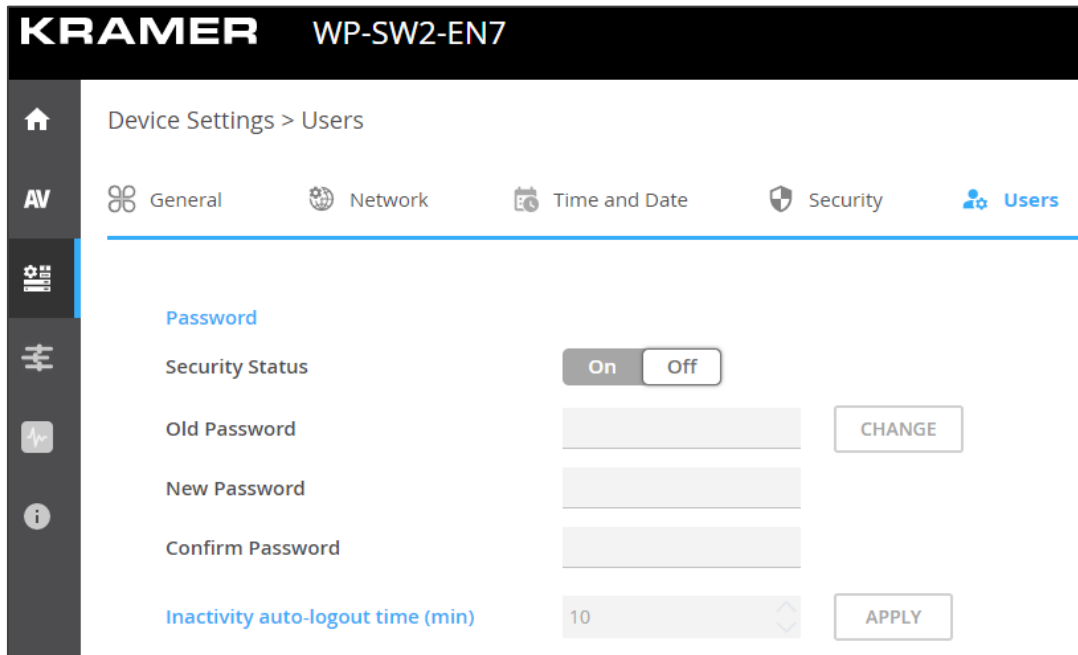 KRAMER WP-SW2-EN7
Device Settings > Users
AV
General Network Time and Date Security Users
Password
Security Status On Off
Old Password CHANGE
New Password
Confirm Password
Inactivity auto-logout time (min) 10 APPLY